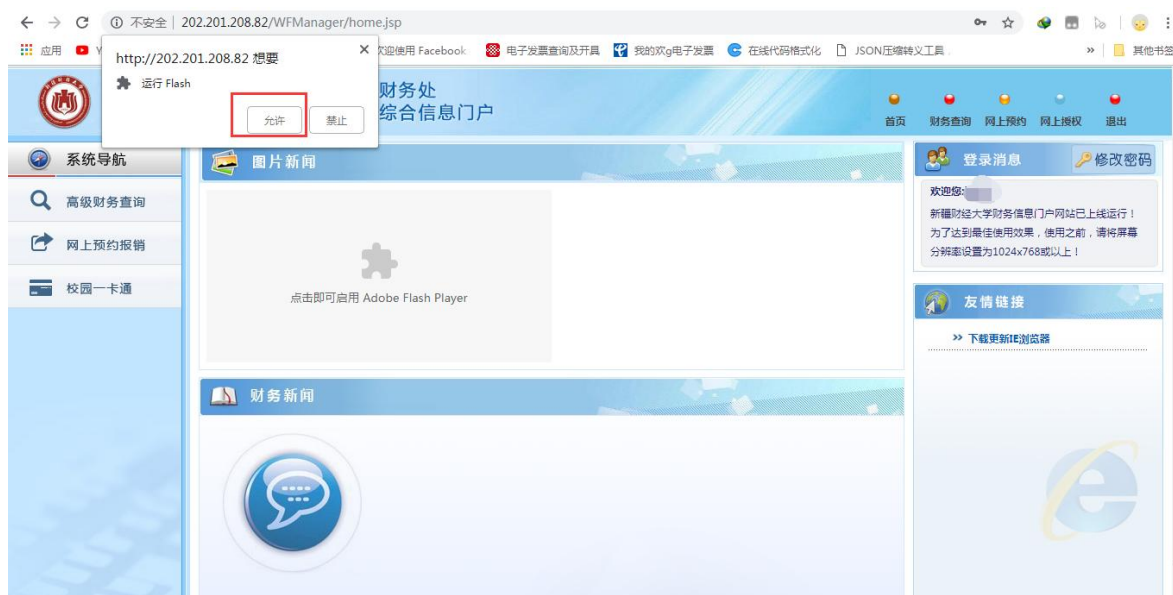 不安全 | 202.201.208.82/WFManager/home.jsp
应用
欢迎使用 Facebook
电子发票查询及开具
我的欢g电子发票
在线代码格式化
JSON压缩转义工具
»
其他书签
http://202.201.208.82 想要
×
运行 Flash
允许
禁止
财务处
综合信息门户
首页
财务查询
网上预约
网上授权
退出
系统导航
高级财务查询
网上预约报销
校园一卡通
图片新闻
点击即可启用 Adobe Flash Player
财务新闻
登录消息
修改密码
欢迎您:
新疆财经大学财务信息门户网站已上线运行！
为了达到最佳使用效果，使用之前，请将屏幕
分辨率设置为1024x768或以上！
友情链接
>> 下载更新IE浏览器